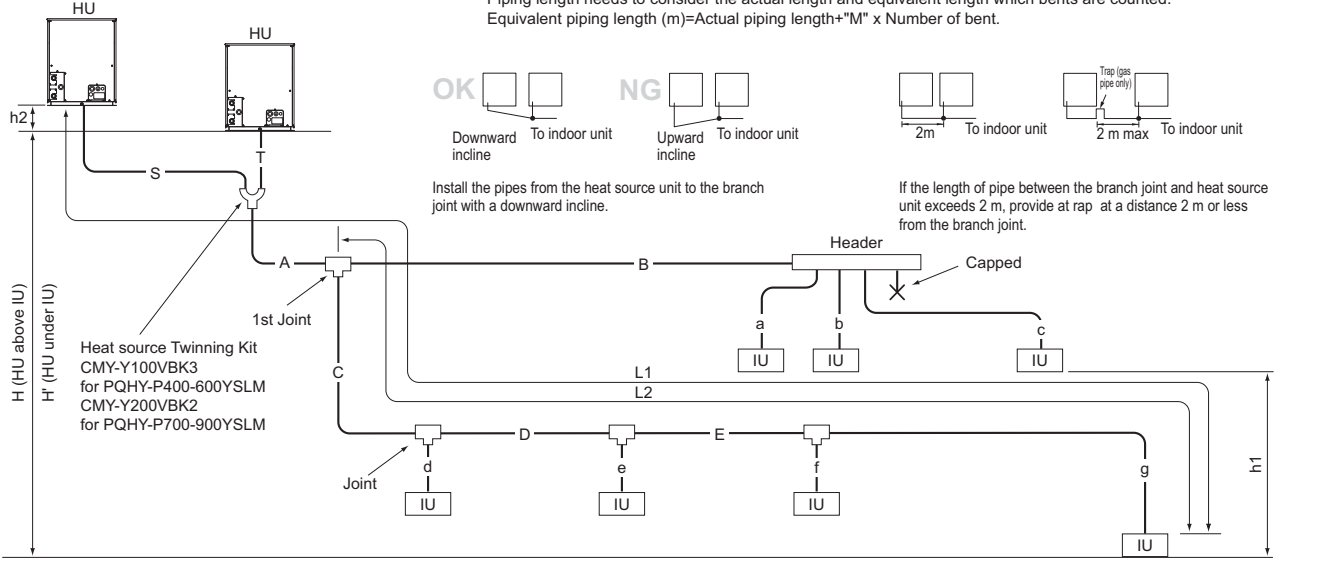 Piping length needs to consider the actual length and equivalent length which bents are counted.
Equivalent piping length (m)=Actual piping length+"M" x Number of bent.
HU
HU
h2
S
T
OK
Downward
incline
To indoor unit
NG
Upward
incline
To indoor unit
2m
To indoor unit
Trap (gas
pipe only)
2 m max
To indoor unit
Install the pipes from the heat source unit to the branch
joint with a downward incline.
If the length of pipe between the branch joint and heat source
unit exceeds 2 m, provide at rap at a distance 2 m or less
from the branch joint.
A
B
Header
Capped
1st Joint
a
b
c
IU
IU
IU
H (HU above IU)
H' (HU under IU)
Heat source Twinning Kit
CMY-Y100VBK3
for PQHY-P400-600YSLM
CMY-Y200VBK2
for PQHY-P700-900YSLM
C
L1
L2
D
E
Joint
d
e
f
g
h1
IU
IU
IU
IU